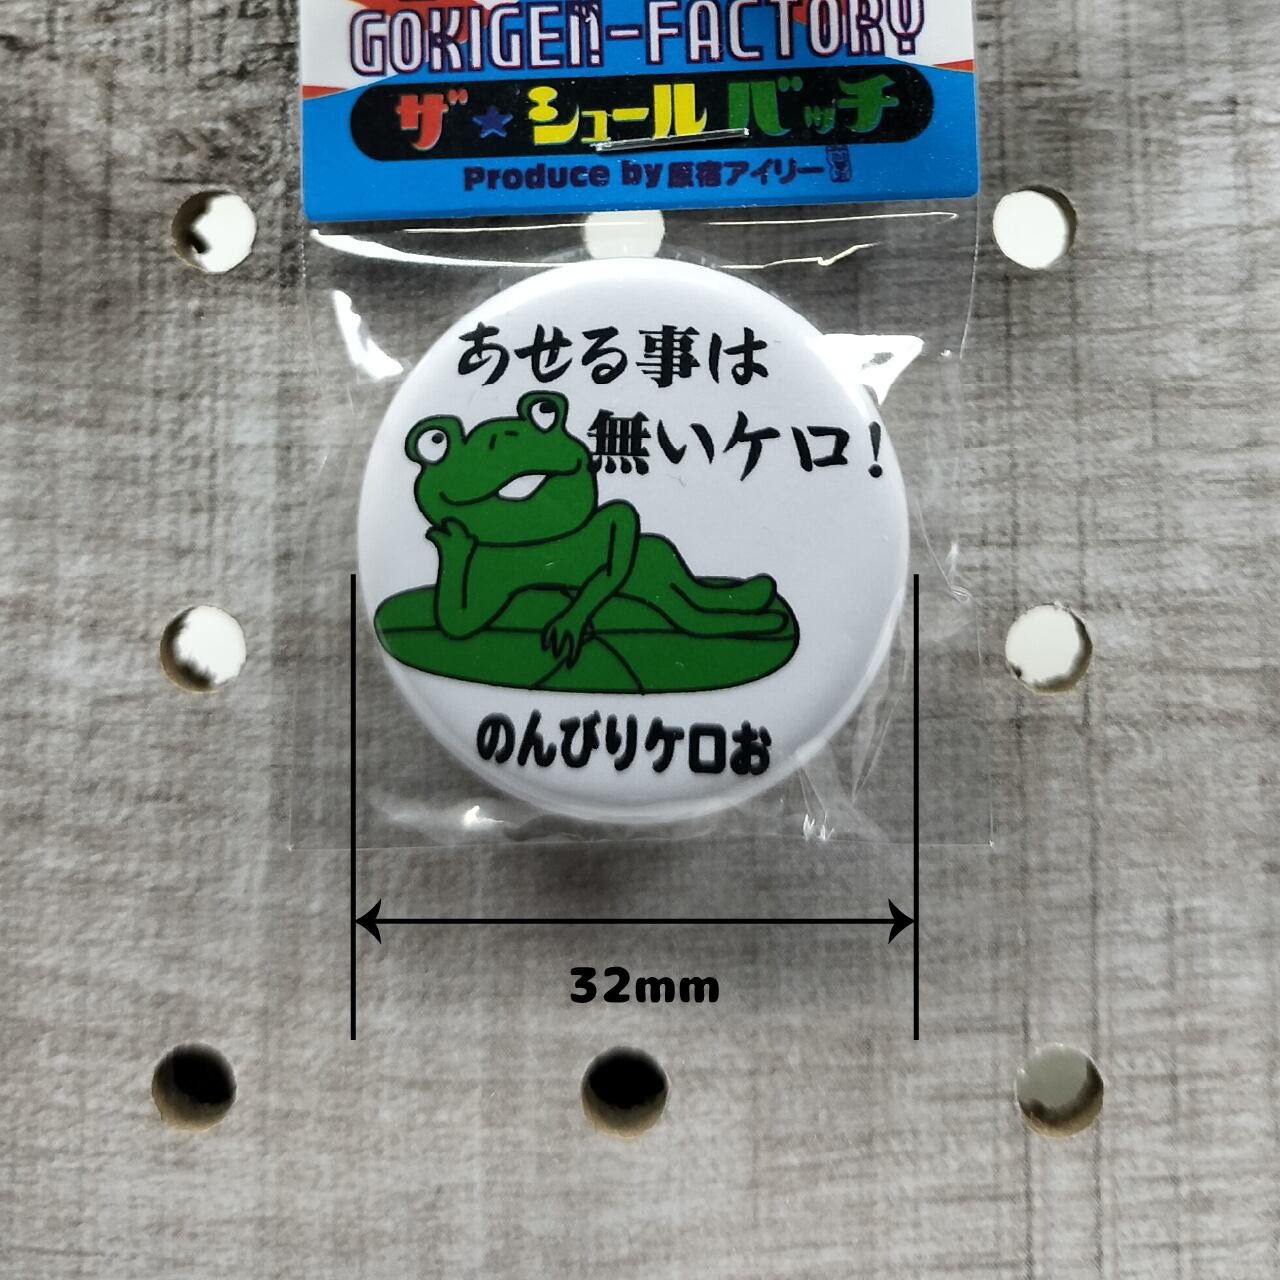 GOKIGEN-FACTORY
ザ★シュールバッチ
Produce by 原宿アイリー
あせる事は
無いケロ!
のんびりケロお
32mm